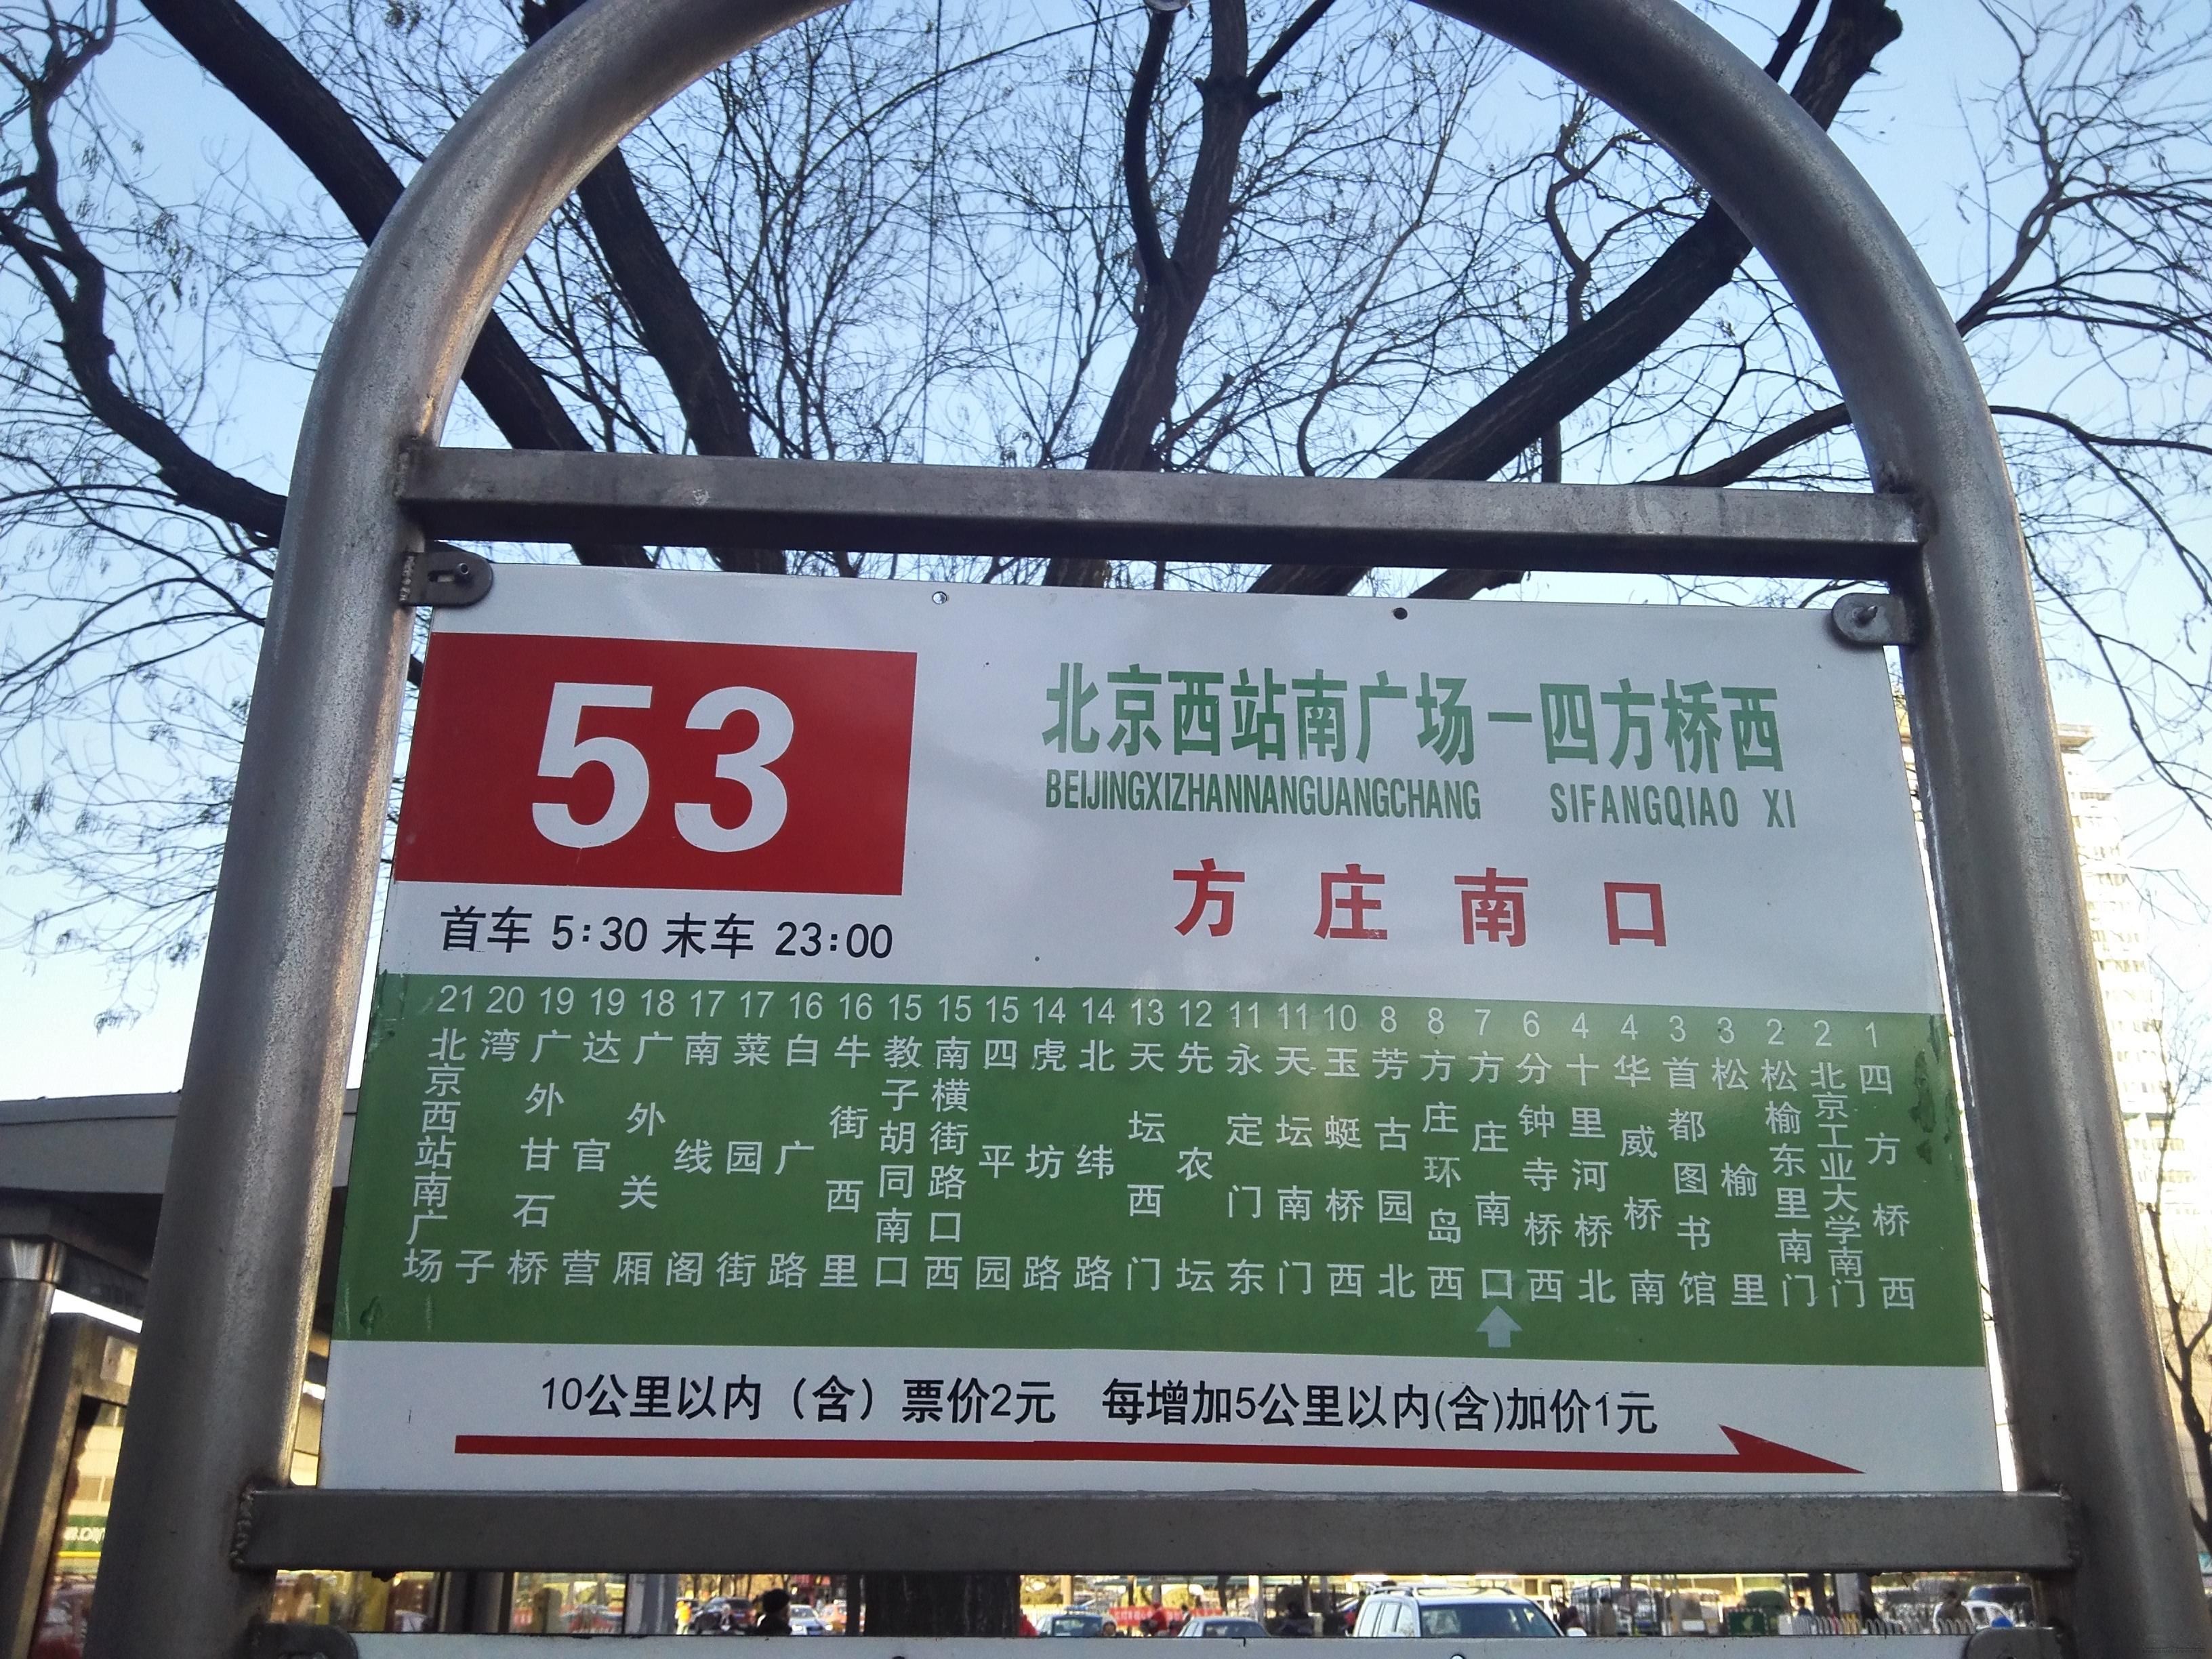 53
北京西站南广场－四方桥西
BEIJINGXIZHANNANGUANGCHANG SIFANGQIAO XI
方庄南口
首车 5:30 末车 23:00
21 北京西站南广场
20 湾子
19 广外甘石桥
19 达官营
18 广外关厢
17 南线阁
17 菜园街
16 白广路
16 牛街西里
15 教子胡同南口
15 南横街路口西
15 四平园
14 虎坊路
14 北纬路
13 天坛西门
12 先农坛
11 永定门东
11 天坛南门
10 玉蜓桥西
8 芳古园北
8 方庄环岛西
7 方庄南口
6 分钟寺桥西
4 十里河桥北
4 华威桥南
3 首都图书馆
3 松榆里
2 松榆东里南门
2 北京工业大学南门
1 四方桥西
10公里以内（含）票价2元 每增加5公里以内(含)加价1元